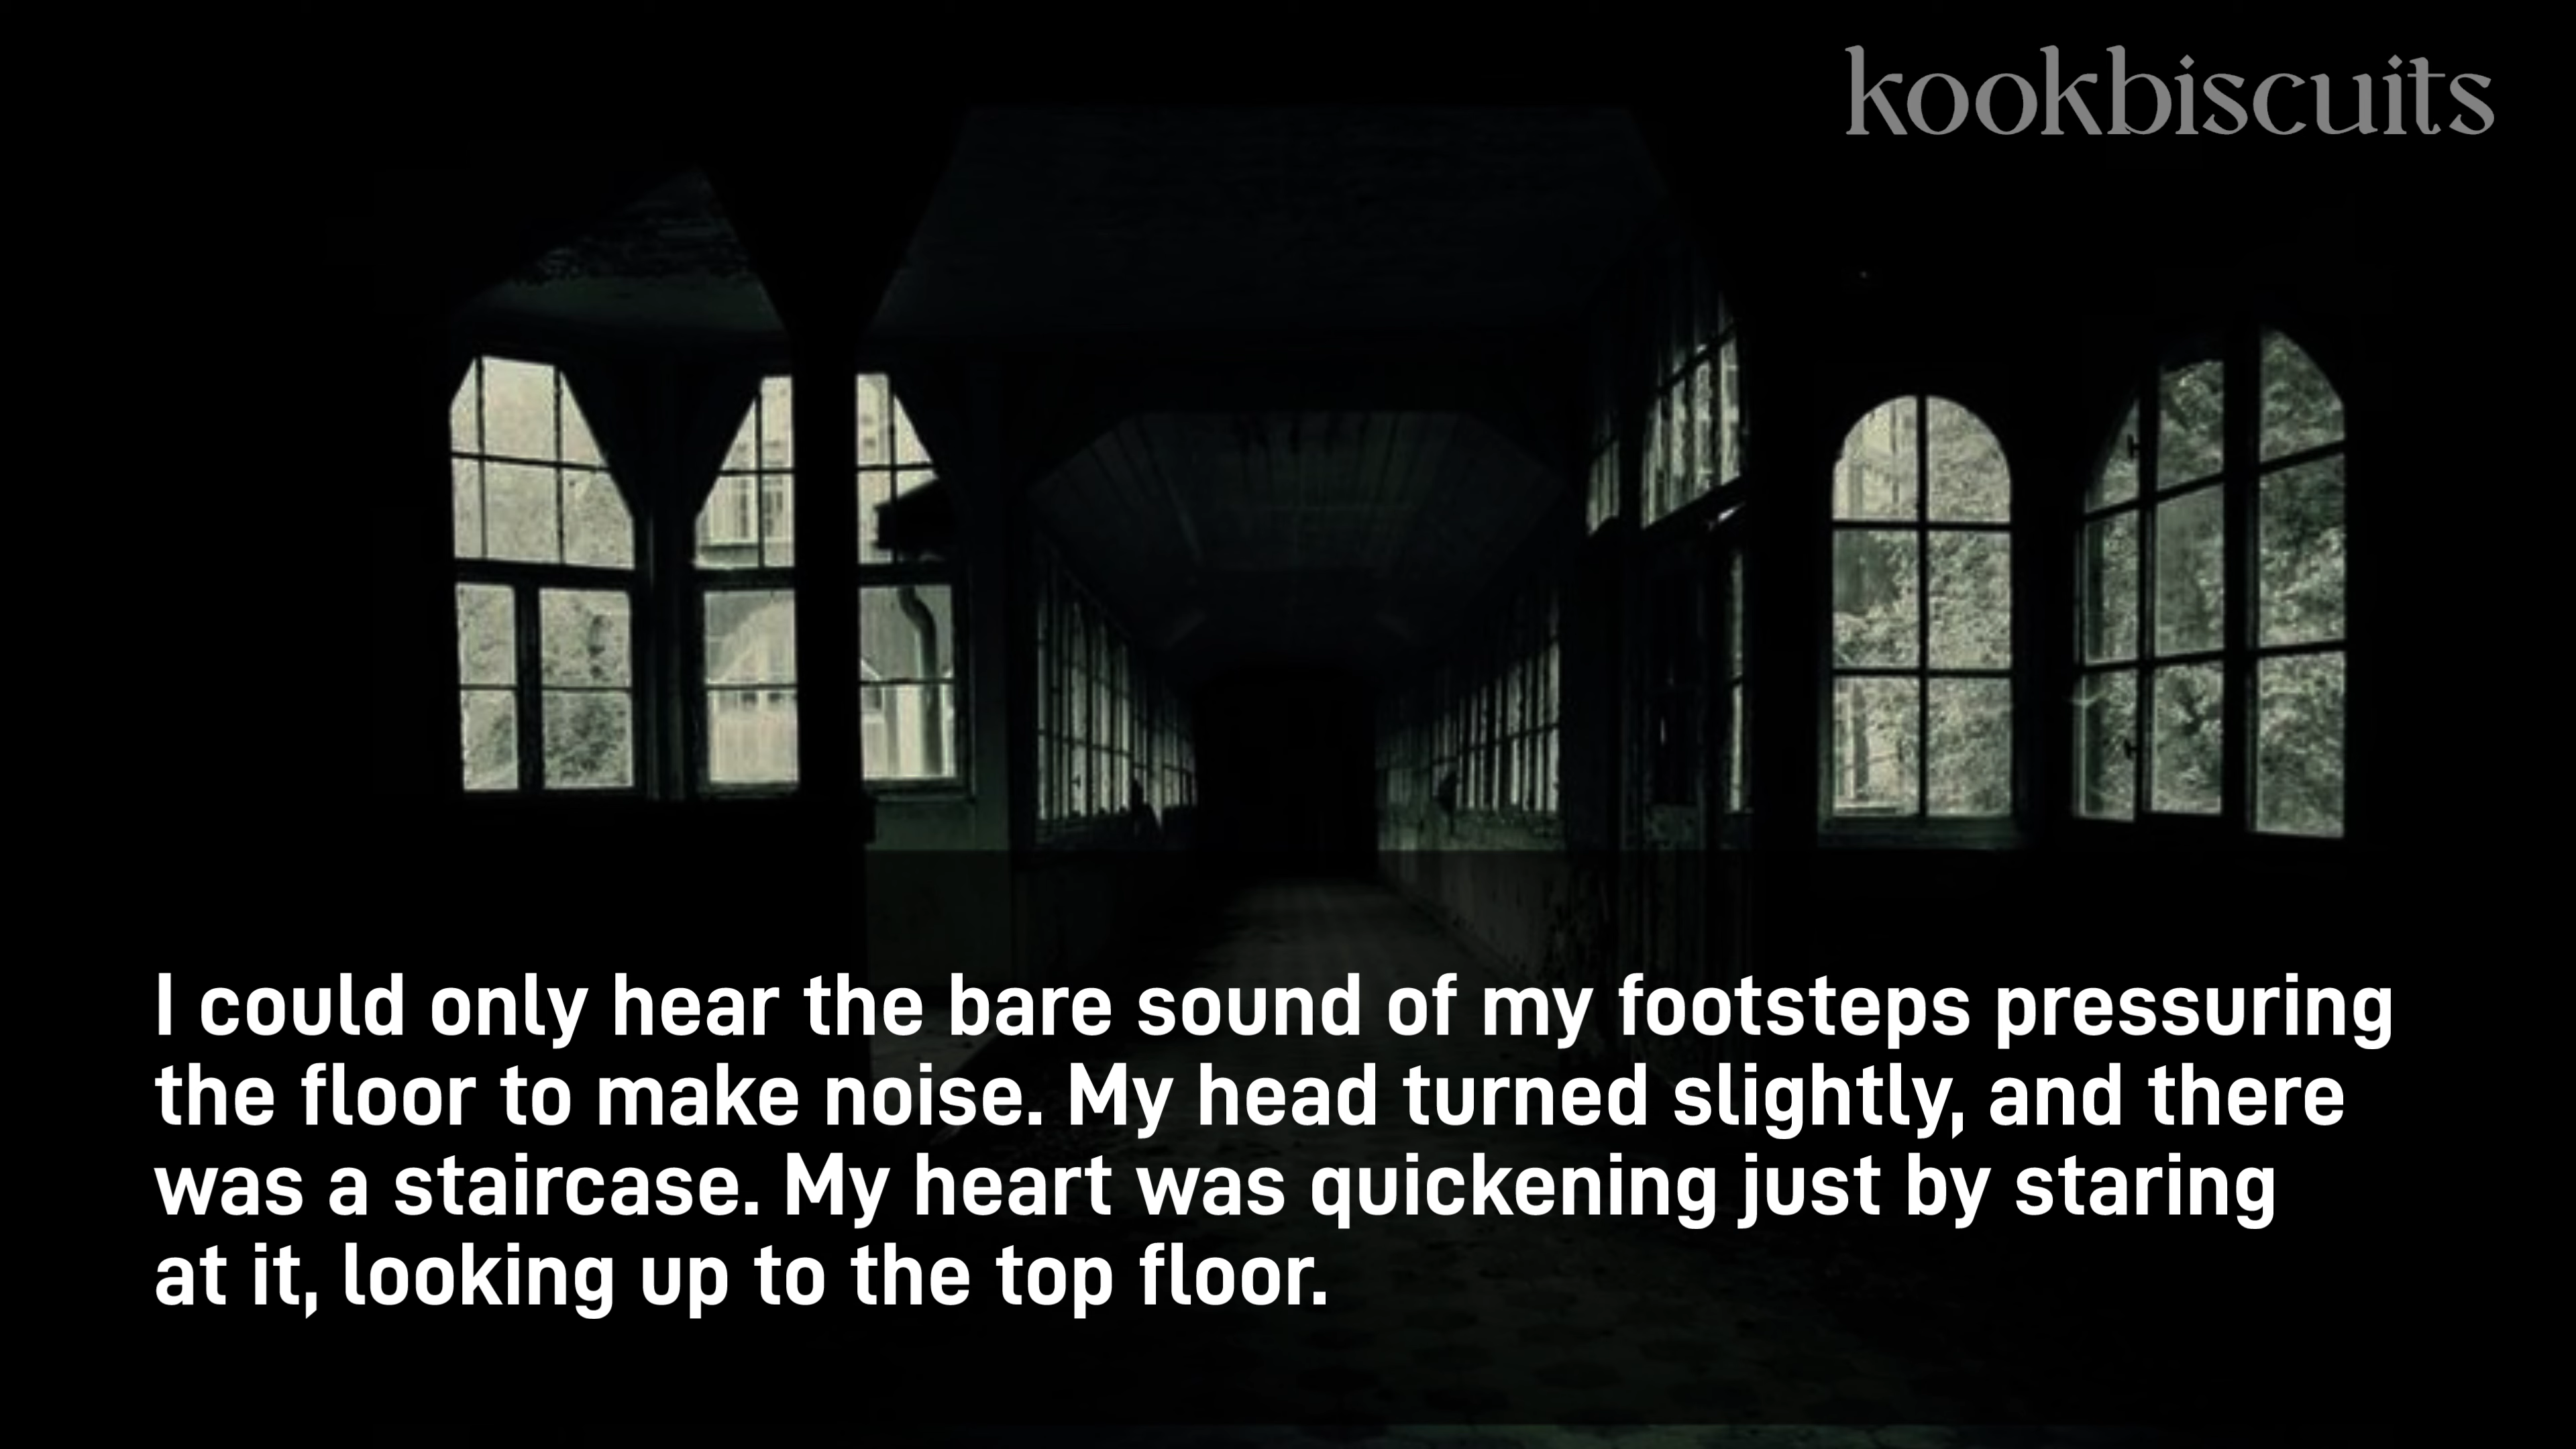 kookbiscuits
I could only hear the bare sound of my footsteps pressuring
the floor to make noise. My head turned slightly, and there
was a staircase. My heart was quickening just by staring
at it, looking up to the top floor.